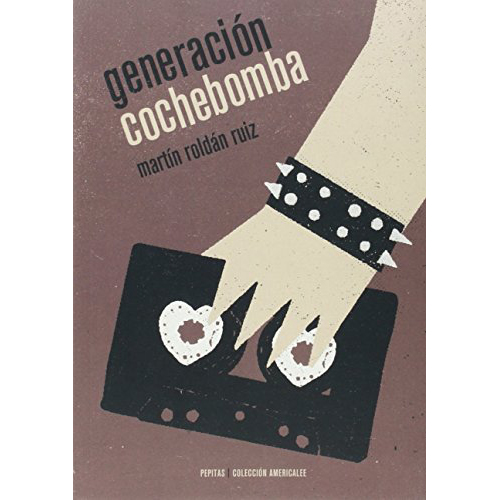 generación
cochebomba
martín roldán ruiz
PEPITAS | COLECCIÓN AMERICALEE